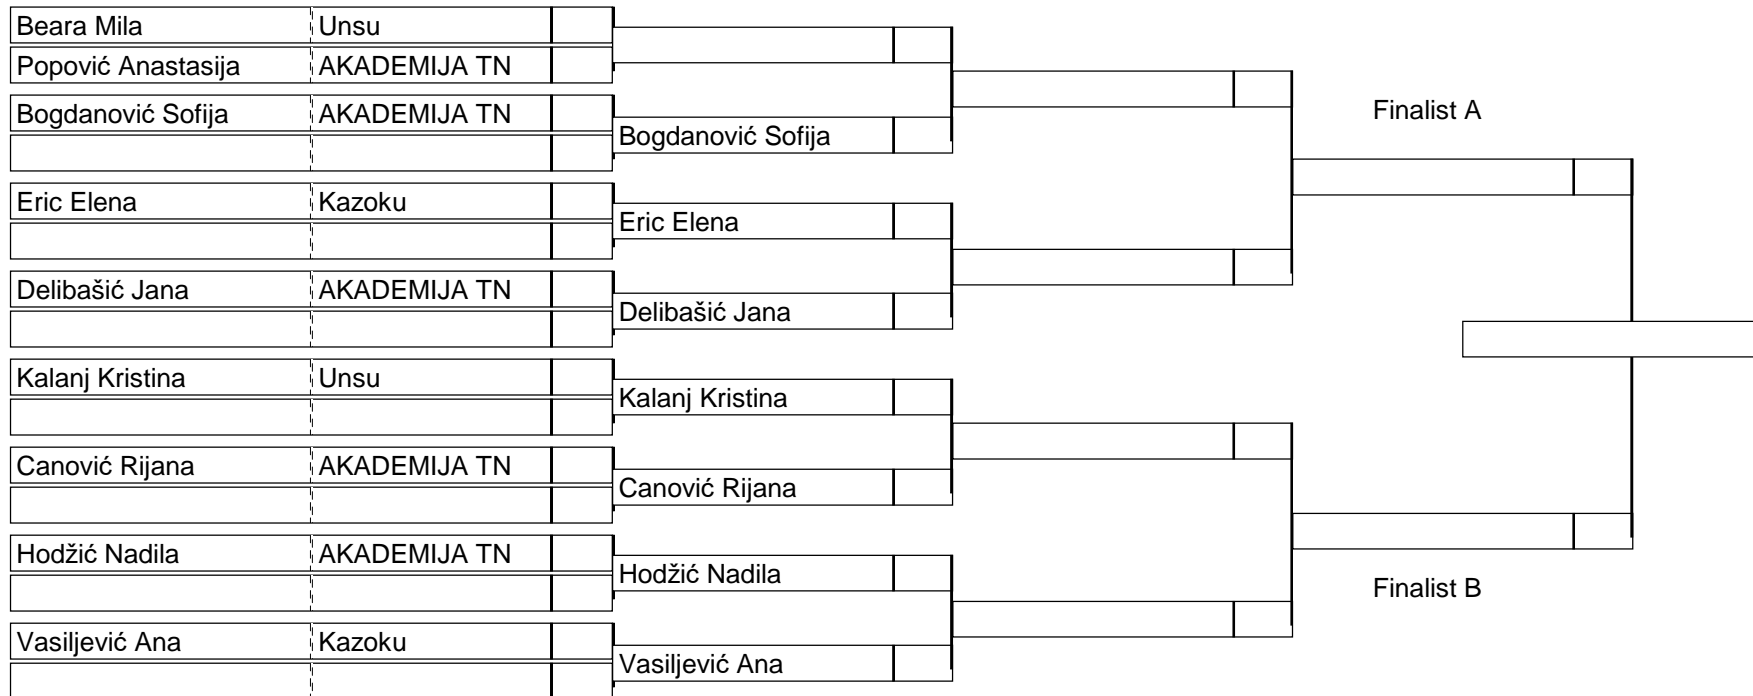 Beara Mila Unsu
Popović Anastasija AKADEMIJA TN
Bogdanović Sofija AKADEMIJA TN
Finalist A
Bogdanović Sofija
Eric Elena Kazoku
Eric Elena
Delibašić Jana AKADEMIJA TN
Delibašić Jana
Kalanj Kristina Unsu
Kalanj Kristina
Canović Rijana AKADEMIJA TN
Canović Rijana
Hodžić Nadila AKADEMIJA TN
Hodžić Nadila
Finalist B
Vasiljević Ana Kazoku
Vasiljević Ana